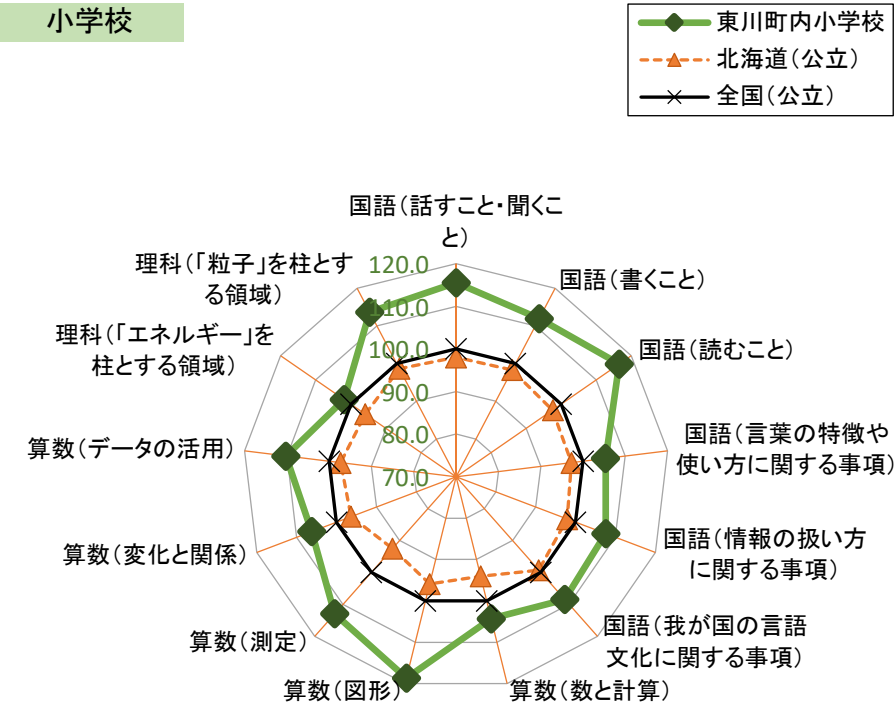 小学校
東川町内小学校
北海道(公立)
全国(公立)
国語(話すこと・聞くこ
と)
国語(書くこと)
国語(読むこと)
国語(言葉の特徴や
使い方に関する事項)
国語(情報の扱い方
に関する事項)
国語(我が国の言語
文化に関する事項)
算数(数と計算)
算数(図形)
算数(測定)
算数(変化と関係)
算数(データの活用)
理科(「エネルギー」を
柱とする領域)
理科(「粒子」を柱とす
る領域)
120.0
110.0
100.0
90.0
80.0
70.0